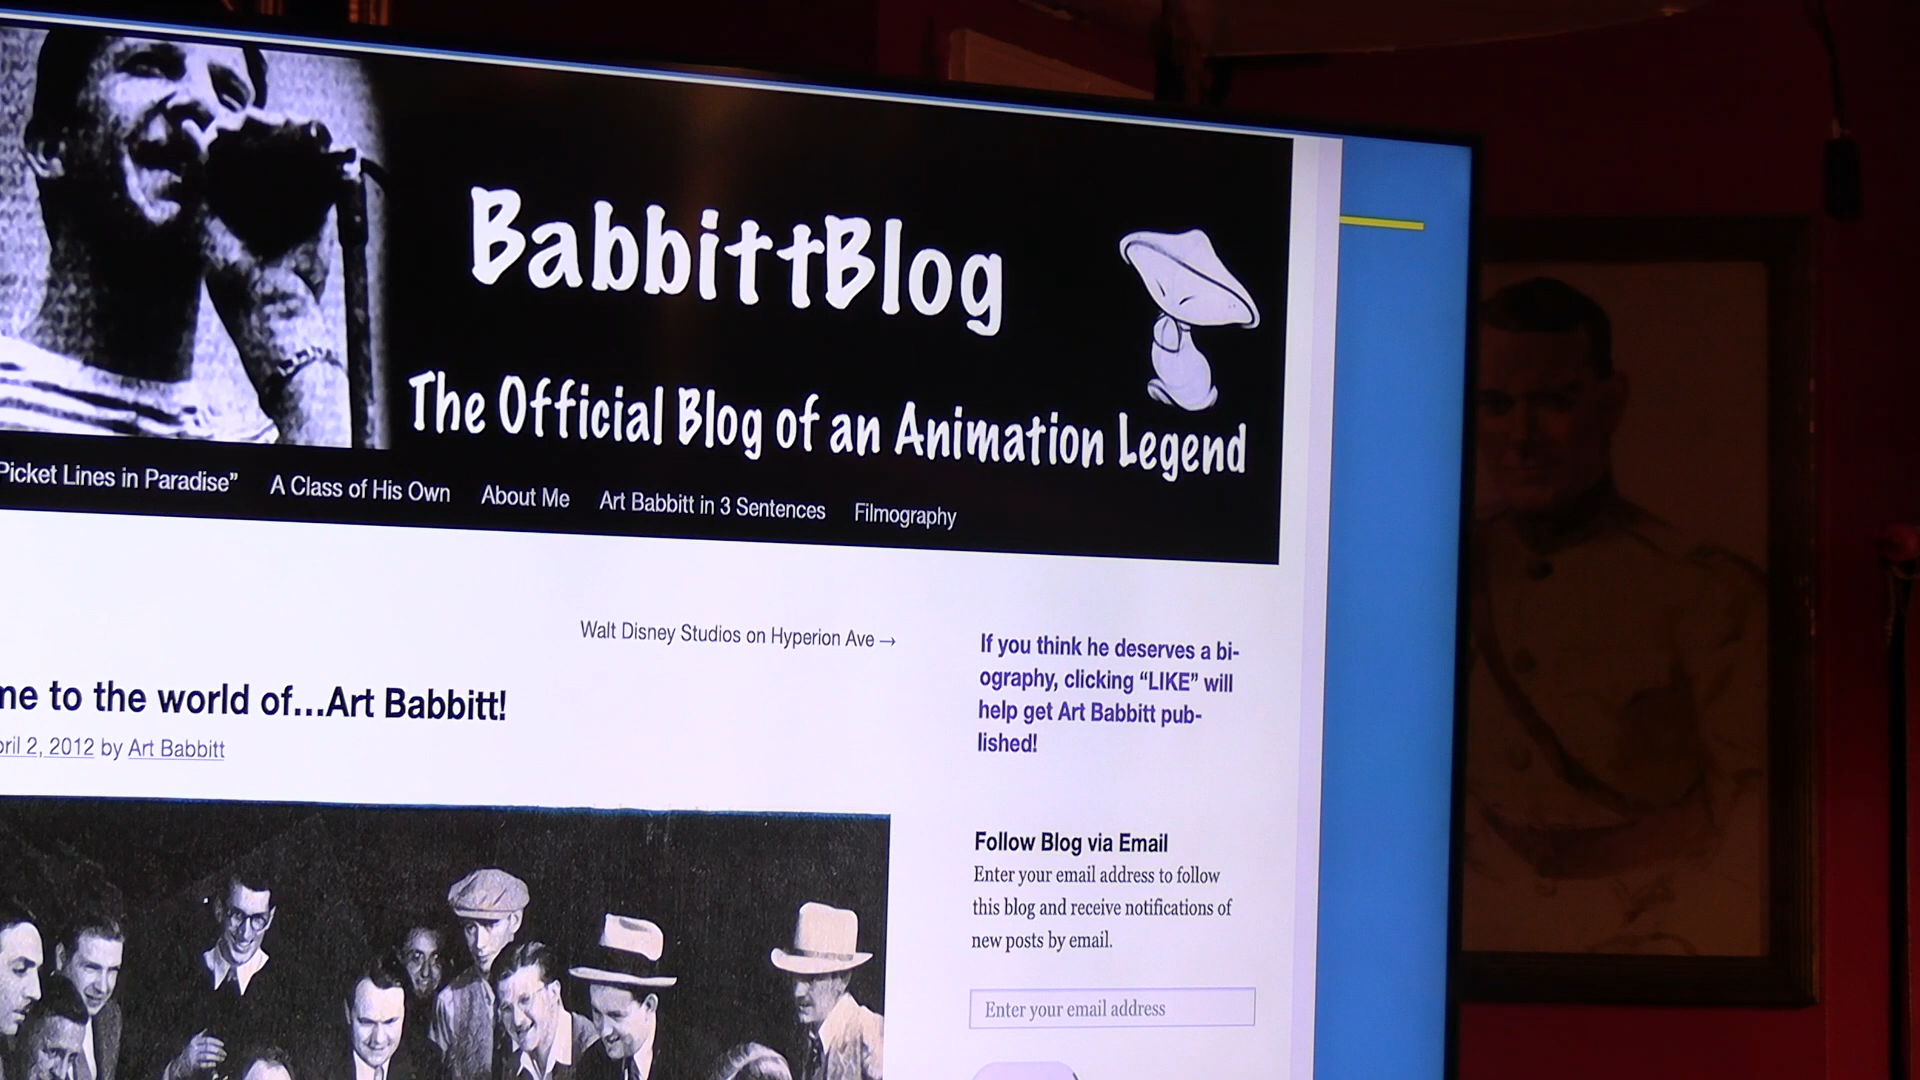 BabbittBlog
The Official Blog of an Animation Legend
Picket Lines in Paradise” A Class of His Own About Me Art Babbitt in 3 Sentences Filmography
Walt Disney Studios on Hyperion Ave →
me to the world of...Art Babbitt!
pril 2, 2012 by Art Babbitt
If you think he deserves a bi-
ography, clicking “LIKE” will
help get Art Babbitt pub-
lished!
Follow Blog via Email
Enter your email address to follow
this blog and receive notifications of
new posts by email.
Enter your email address